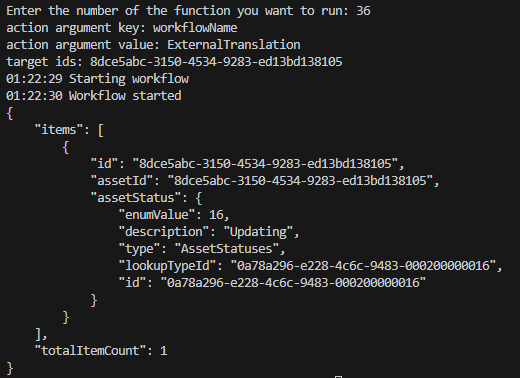 Enter the number of the function you want to run: 36
action argument key: workflowName
action argument value: ExternalTranslation
target ids: 8dce5abc-3150-4534-9283-ed13bd138105
01:22:29 Starting workflow
01:22:30 Workflow started
{
    "items": [
        {
            "id": "8dce5abc-3150-4534-9283-ed13bd138105",
            "assetId": "8dce5abc-3150-4534-9283-ed13bd138105",
            "assetStatus": {
                "enumValue": 16,
                "description": "Updating",
                "type": "AssetStatuses",
                "lookupTypeId": "0a78a296-e228-4c6c-9483-000200000016",
                "id": "0a78a296-e228-4c6c-9483-000200000016"
            }
        }
    ],
    "totalItemCount": 1
}